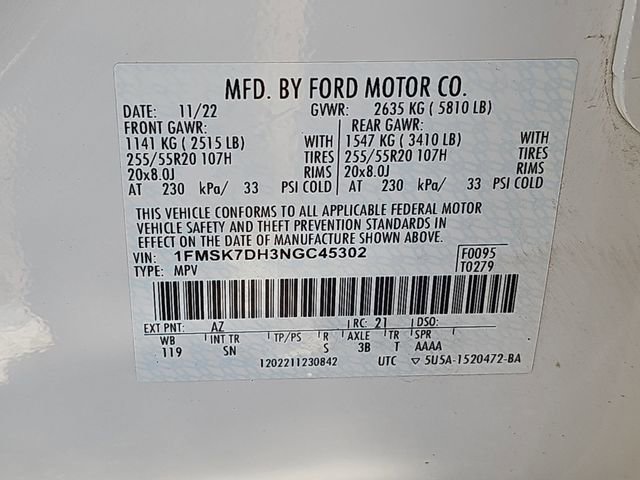 MFD. BY FORD MOTOR CO.
DATE: 11/22 GVWR: 2635 KG ( 5810 LB)
FRONT GAWR: REAR GAWR:
1141 KG ( 2515 LB) WITH 1547 KG ( 3410 LB) WITH
255/55R20 107H TIRES 255/55R20 107H TIRES
20x8.0J RIMS 20x8.0J RIMS
AT 230 kPa/ 33 PSI COLD AT 230 kPa/ 33 PSI COLD
THIS VEHICLE CONFORMS TO ALL APPLICABLE FEDERAL MOTOR
VEHICLE SAFETY AND THEFT PREVENTION STANDARDS IN
EFFECT ON THE DATE OF MANUFACTURE SHOWN ABOVE.
VIN: 1FMSK7DH3NGC45302 F0095
TYPE: MPV T0279
EXT PNT: AZ RC: 21 DSO:
WB INT TR TP/PS R AXLE TR SPR
119 SN S 3B T AAAA
1202211230842 UTC ▽ 5U5A-1520472-BA